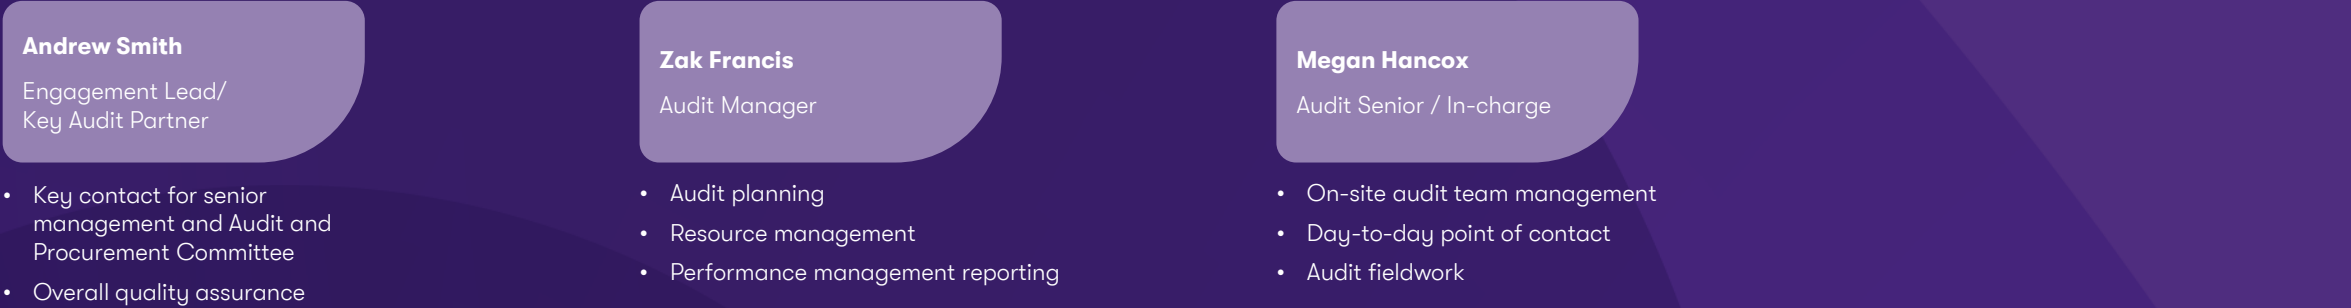 Andrew Smith
Engagement Lead/
Key Audit Partner
• Key contact for senior
management and Audit and
Procurement Committee
• Overall quality assurance
Zak Francis
Audit Manager
• Audit planning
• Resource management
• Performance management reporting
Megan Hancox
Audit Senior / In-charge
• On-site audit team management
• Day-to-day point of contact
• Audit fieldwork